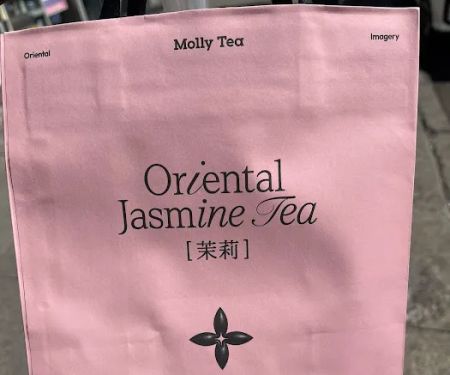 Oriental
Molly Tea
Imagery
Oriental
Jasmine Tea
[茉莉]